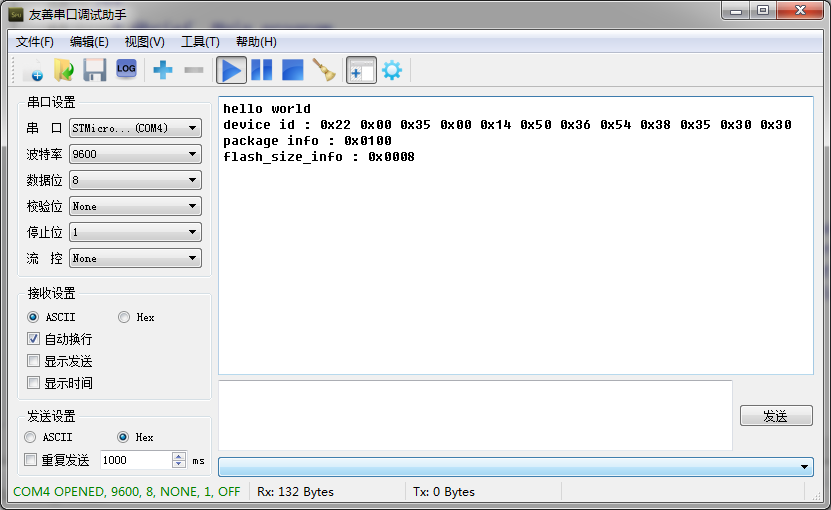 友善串口调试助手
文件(F) 编辑(E) 视图(V) 工具(T) 帮助(H)
LOG
串口设置
串 口 STMicro...(COM4)
波特率 9600
数据位 8
校验位 None
停止位 1
流 控 None
接收设置
ASCII Hex
自动换行
显示发送
显示时间
发送设置
ASCII Hex
重复发送 1000 ms
hello world
device id : 0x22 0x00 0x35 0x00 0x14 0x50 0x36 0x54 0x38 0x35 0x30 0x30
package info : 0x0100
flash_size_info : 0x0008
发送
COM4 OPENED, 9600, 8, NONE, 1, OFF Rx: 132 Bytes Tx: 0 Bytes